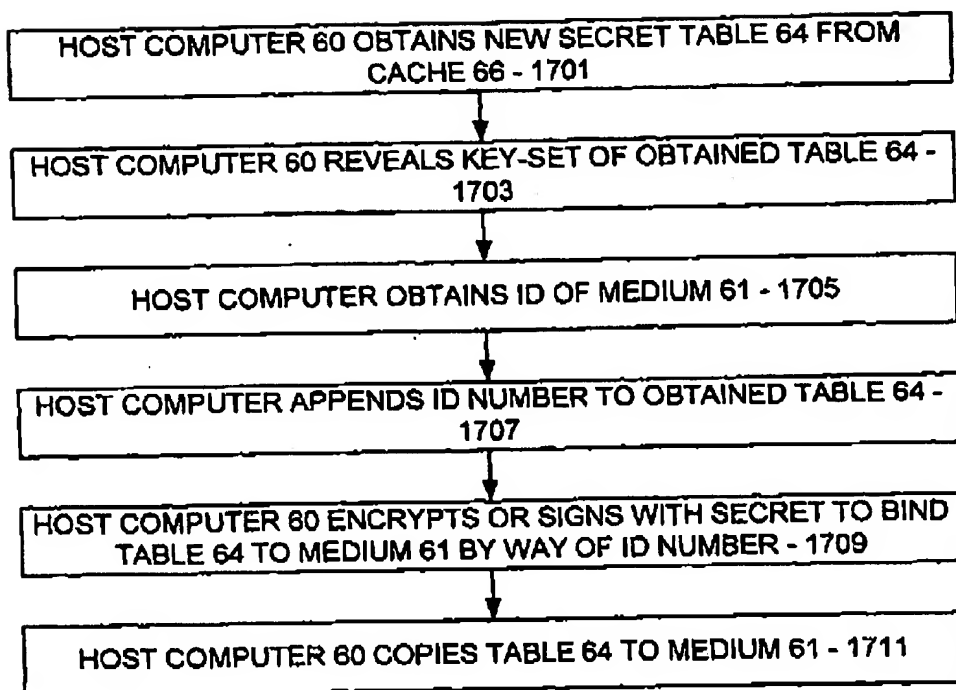 HOST COMPUTER 60 OBTAINS NEW SECRET TABLE 64 FROM
CACHE 66 - 1701
HOST COMPUTER 60 REVEALS KEY-SET OF OBTAINED TABLE 64 -
1703
HOST COMPUTER OBTAINS ID OF MEDIUM 61 - 1705
HOST COMPUTER APPENDS ID NUMBER TO OBTAINED TABLE 64 -
1707
HOST COMPUTER 60 ENCRYPTS OR SIGNS WITH SECRET TO BIND
TABLE 64 TO MEDIUM 61 BY WAY OF ID NUMBER - 1709
HOST COMPUTER 60 COPIES TABLE 64 TO MEDIUM 61 - 1711